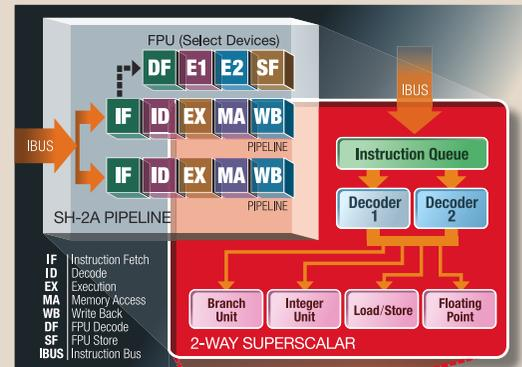 FPU (Select Devices)
DF E1 E2 SF
IBUS
IF ID EX MA WB
PIPELINE
IBUS
IF ID EX MA WB
PIPELINE
SH-2A PIPELINE
Instruction Queue
Decoder 1
Decoder 2
IF Instruction Fetch
ID Decode
EX Execution
MA Memory Access
WB Write Back
DF FPU Decode
SF FPU Store
IBUS Instruction Bus
Branch Unit
Integer Unit
Load/Store
Floating Point
2-WAY SUPERSCALAR